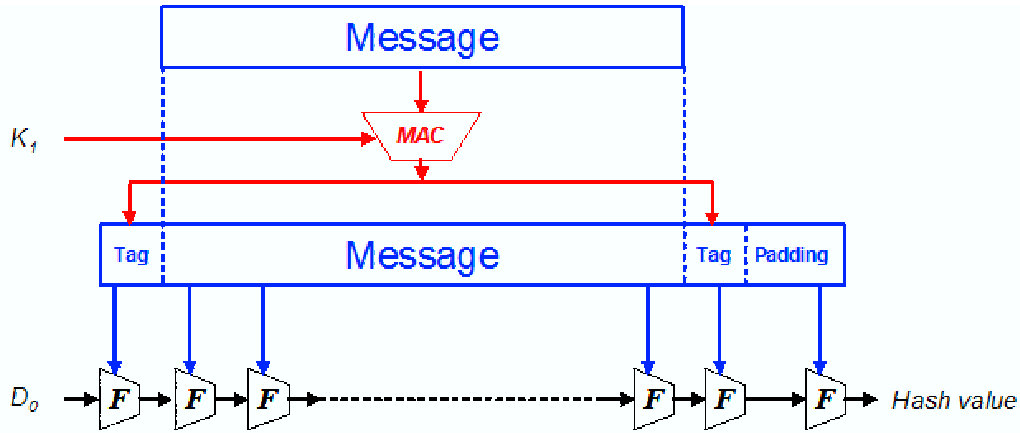 Message
K1
MAC
Tag Message Tag Padding
D0 F F F F F F Hash value